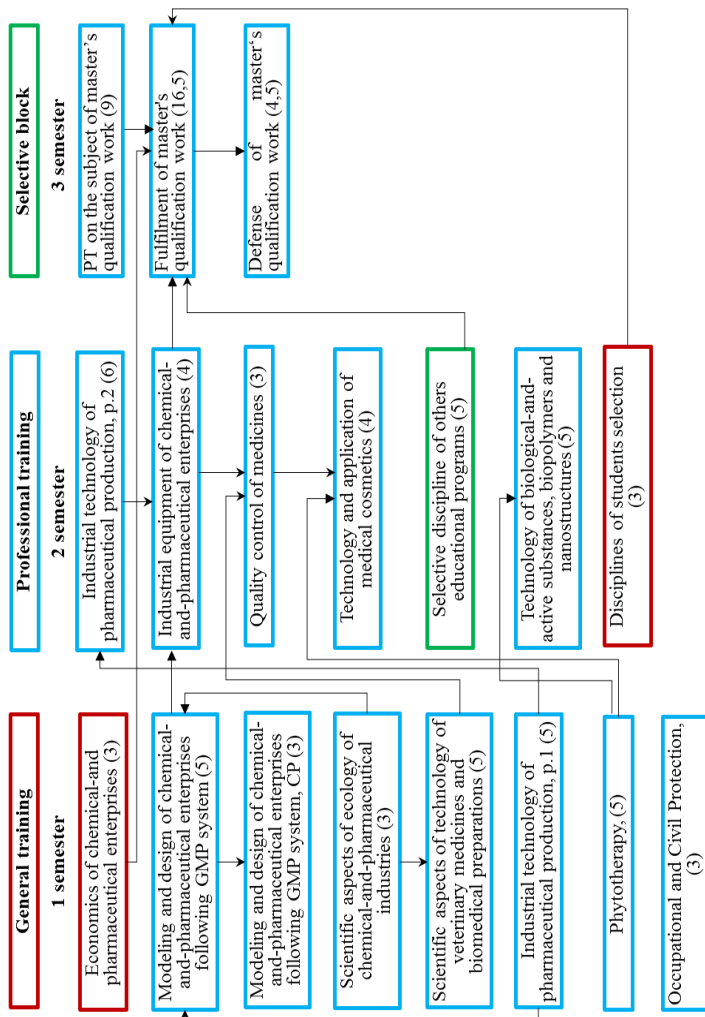 General training
Professional training
Selective block
1 semester
2 semester
3 semester
Economics of chemical-and
pharmaceutical enterprises (3)
Modeling and design of chemical-
and-pharmaceutical enterprises
following GMP system (5)
Modeling and design of chemical-
and-pharmaceutical enterprises
following GMP system, CP (3)
Scientific aspects of ecology of
chemical-and-pharmaceutical
industries (3)
Scientific aspects of technology of
veterinary medicines and
biomedical preparations (5)
Industrial technology of
pharmaceutical production, p.1 (5)
Phytotherapy, (5)
Occupational and Civil Protection,
(3)
Industrial technology of
pharmaceutical production, p.2 (6)
Industrial equipment of chemical-
and-pharmaceutical enterprises (4)
Quality control of medicines (3)
Technology and application of
medical cosmetics (4)
Selective discipline of others
educational programs (5)
Technology of biological-and-
active substances, biopolymers and
nanostructures (5)
Disciplines of students selection
(3)
PT on the subject of master’s
qualification work (9)
Fulfilment of master's
qualification work (16,5)
Defense of master‘s
qualification work (4,5)